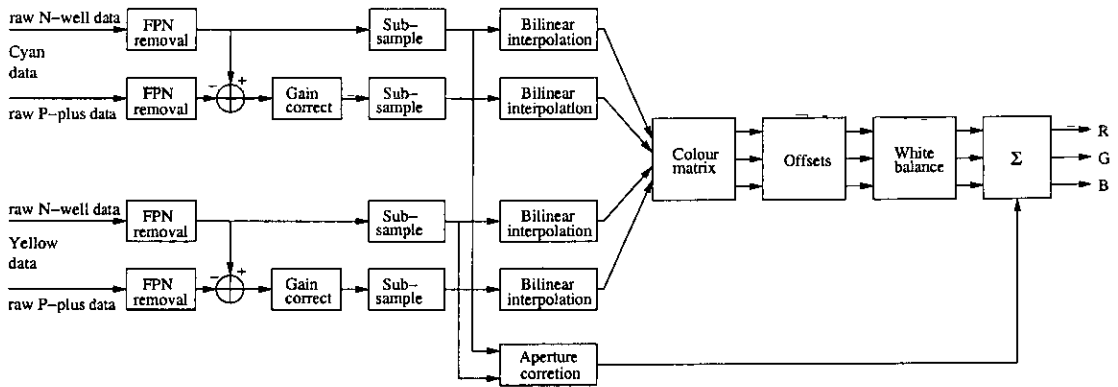 raw N-well data
FPN
removal
Sub-
sample
Bilinear
interpolation
Cyan
data
- +
FPN
removal
Gain
correct
Sub-
sample
Bilinear
interpolation
raw P-plus data
Colour
matrix
Offsets
White
balance
Σ
R
G
B
raw N-well data
FPN
removal
Sub-
sample
Bilinear
interpolation
Yellow
data
- +
FPN
removal
Gain
correct
Sub-
sample
Bilinear
interpolation
raw P-plus data
Aperture
corretion